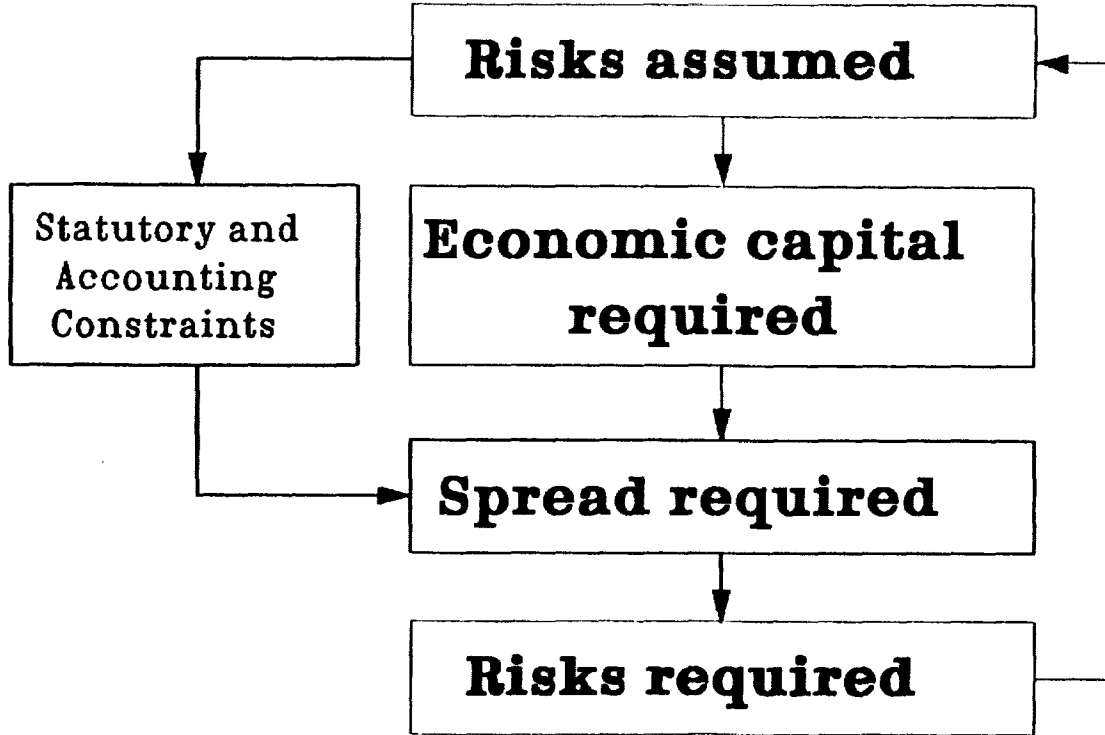 Risks assumed
Statutory and
Accounting
Constraints
Economic capital
required
Spread required
Risks required